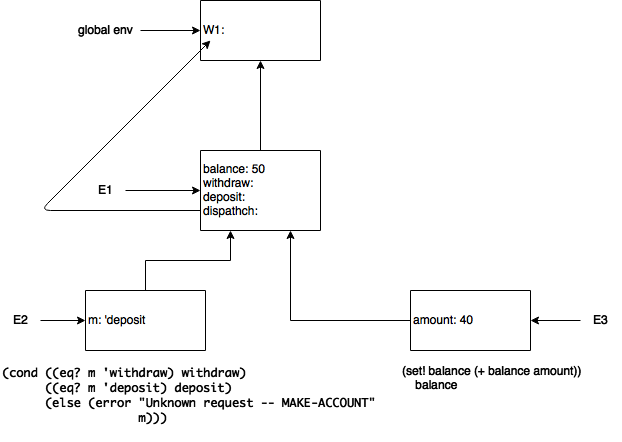 global env
W1:
E1
balance: 50
withdraw:
deposit:
dispathch:
E2
m: 'deposit
amount: 40
E3
(cond ((eq? m 'withdraw) withdraw)
((eq? m 'deposit) deposit)
(else (error "Unknown request -- MAKE-ACCOUNT"
m)))
(set! balance (+ balance amount))
balance